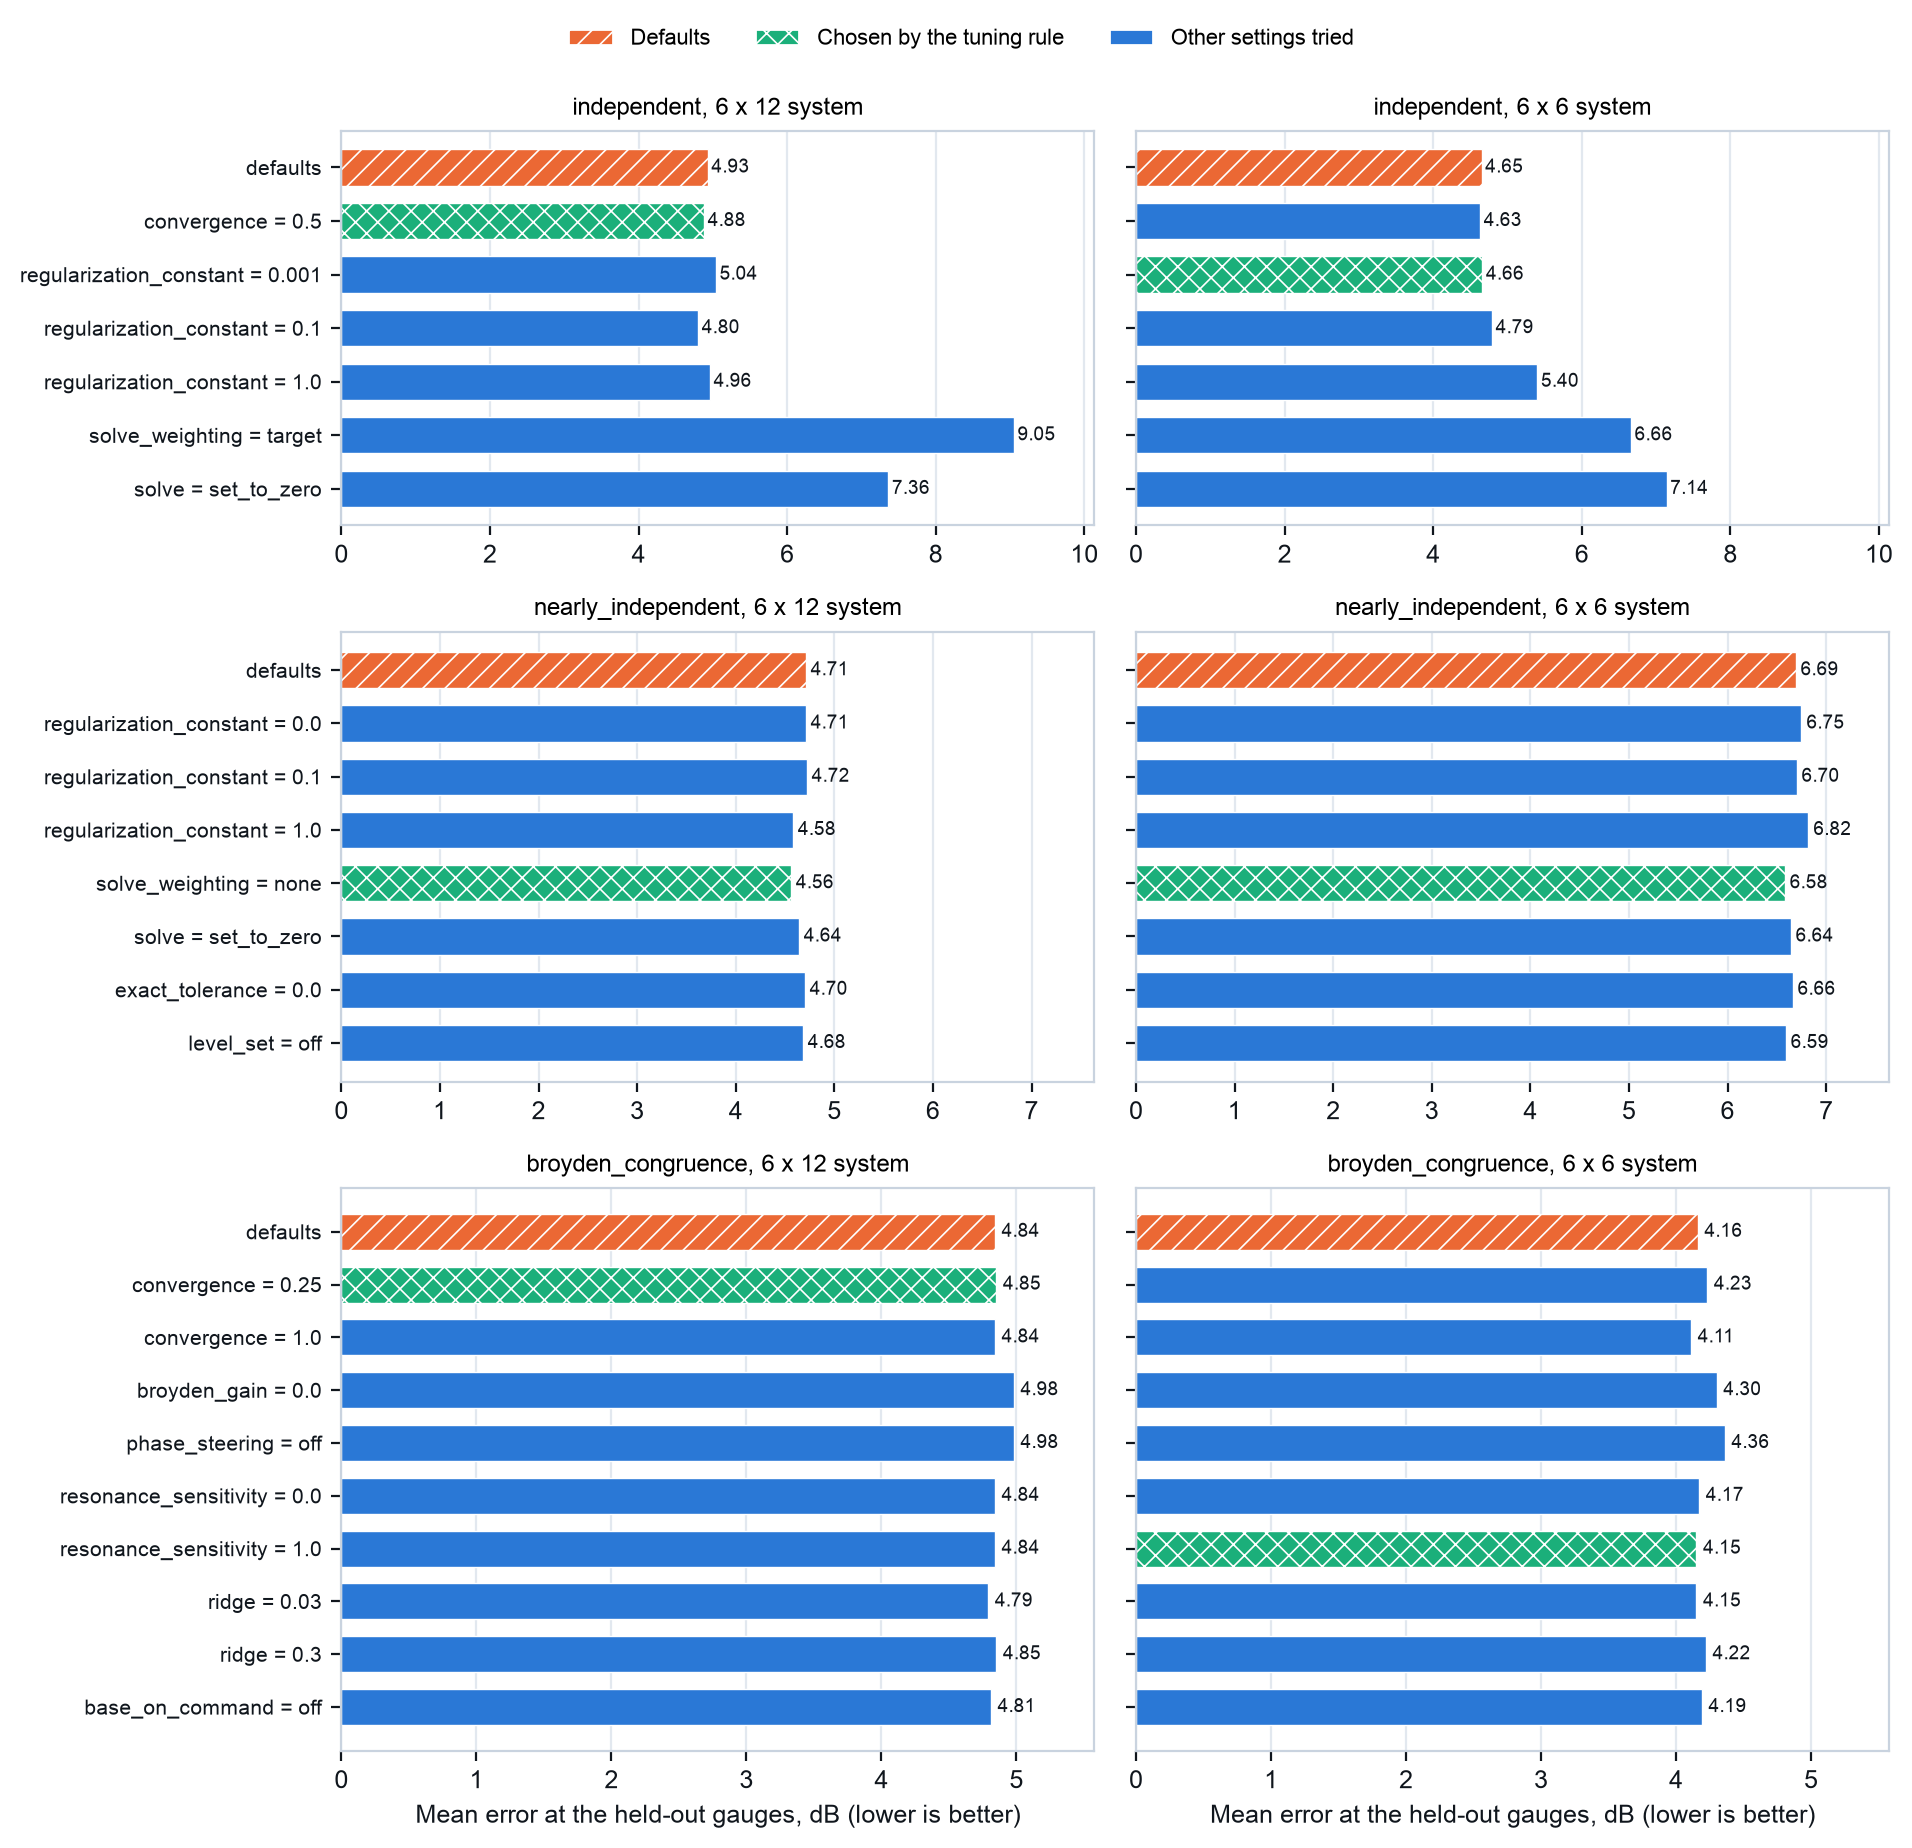 Defaults
Chosen by the tuning rule
Other settings tried
independent, 6 x 12 system
defaults
4.93
convergence = 0.5
4.88
regularization_constant = 0.001
5.04
regularization_constant = 0.1
4.80
regularization_constant = 1.0
4.96
solve_weighting = target
9.05
solve = set_to_zero
7.36
0 2 4 6 8 10
independent, 6 x 6 system
4.65
4.63
4.66
4.79
5.40
6.66
7.14
0 2 4 6 8 10
nearly_independent, 6 x 12 system
defaults
4.71
regularization_constant = 0.0
4.71
regularization_constant = 0.1
4.72
regularization_constant = 1.0
4.58
solve_weighting = none
4.56
solve = set_to_zero
4.64
exact_tolerance = 0.0
4.70
level_set = off
4.68
0 1 2 3 4 5 6 7
nearly_independent, 6 x 6 system
6.69
6.75
6.70
6.82
6.58
6.64
6.66
6.59
0 1 2 3 4 5 6 7
broyden_congruence, 6 x 12 system
defaults
4.84
convergence = 0.25
4.85
convergence = 1.0
4.84
broyden_gain = 0.0
4.98
phase_steering = off
4.98
resonance_sensitivity = 0.0
4.84
resonance_sensitivity = 1.0
4.84
ridge = 0.03
4.79
ridge = 0.3
4.85
base_on_command = off
4.81
0 1 2 3 4 5
Mean error at the held-out gauges, dB (lower is better)
broyden_congruence, 6 x 6 system
4.16
4.23
4.11
4.30
4.36
4.17
4.15
4.15
4.22
4.19
0 1 2 3 4 5
Mean error at the held-out gauges, dB (lower is better)